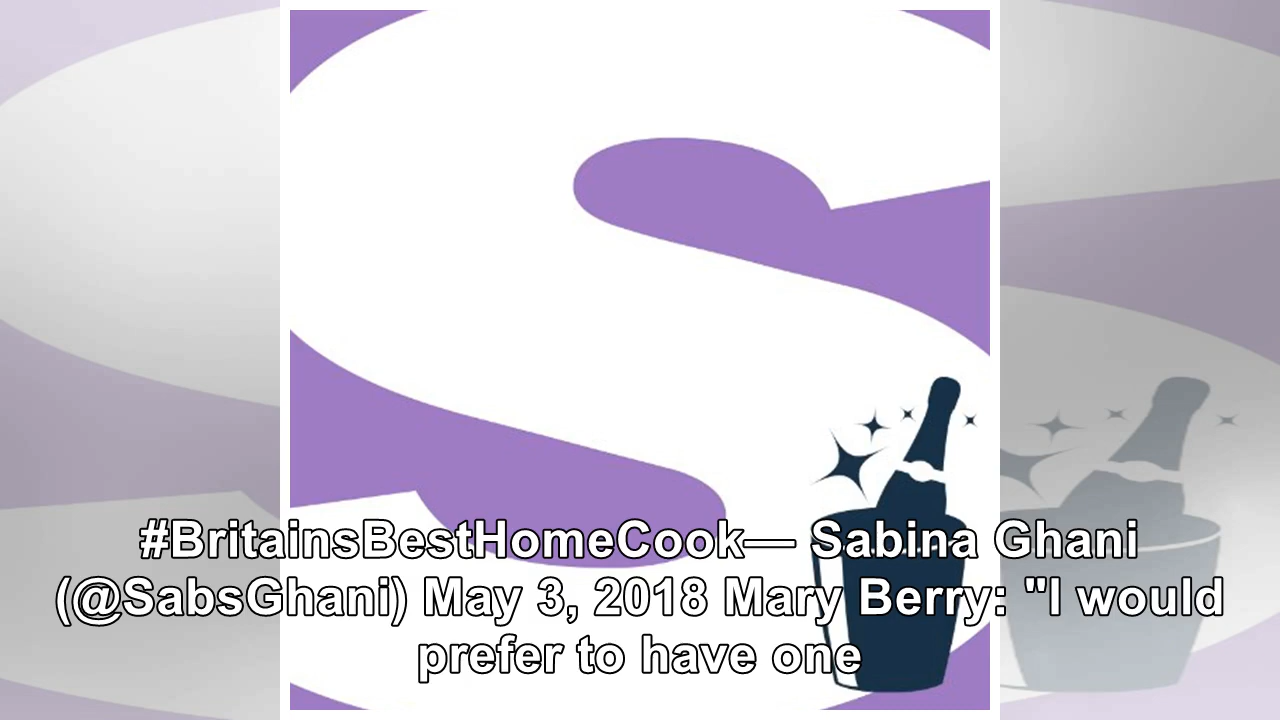 #BritainsBestHomeCook— Sabina Ghani
(@SabsGhani) May 3, 2018 Mary Berry: "I would
prefer to have one